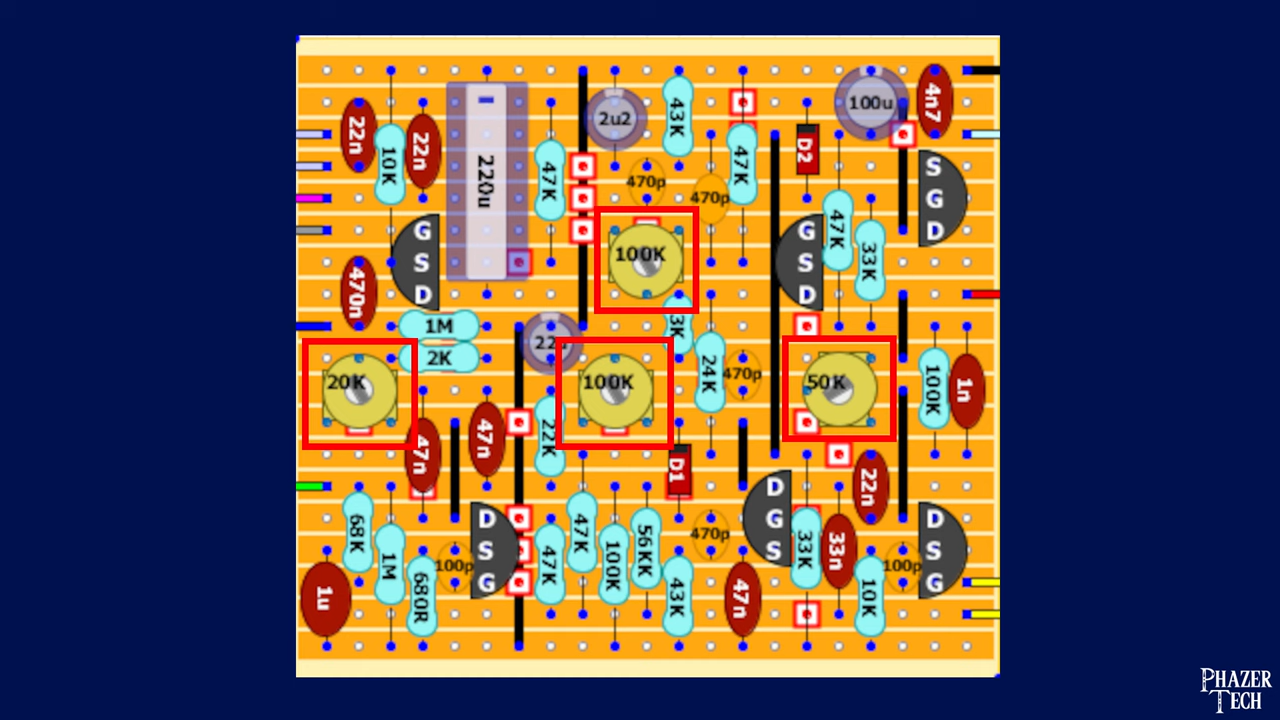 22n
10K
22n
220u
47K
2u2
43K
470p
470p
47K
D2
100u
4n7
S
G
D
G
S
D
47K
33K
G
S
D
100K
470n
1M
2K
20K
100K
3K
24K
470p
50K
100K
1n
47n
47n
22K
D1
22n
68K
1M
680R
100p
D
S
G
47K
47K
100K
56KK
43K
470p
47n
D
G
S
33K
33n
10K
100p
D
S
G
1u
PHAZER
TECH